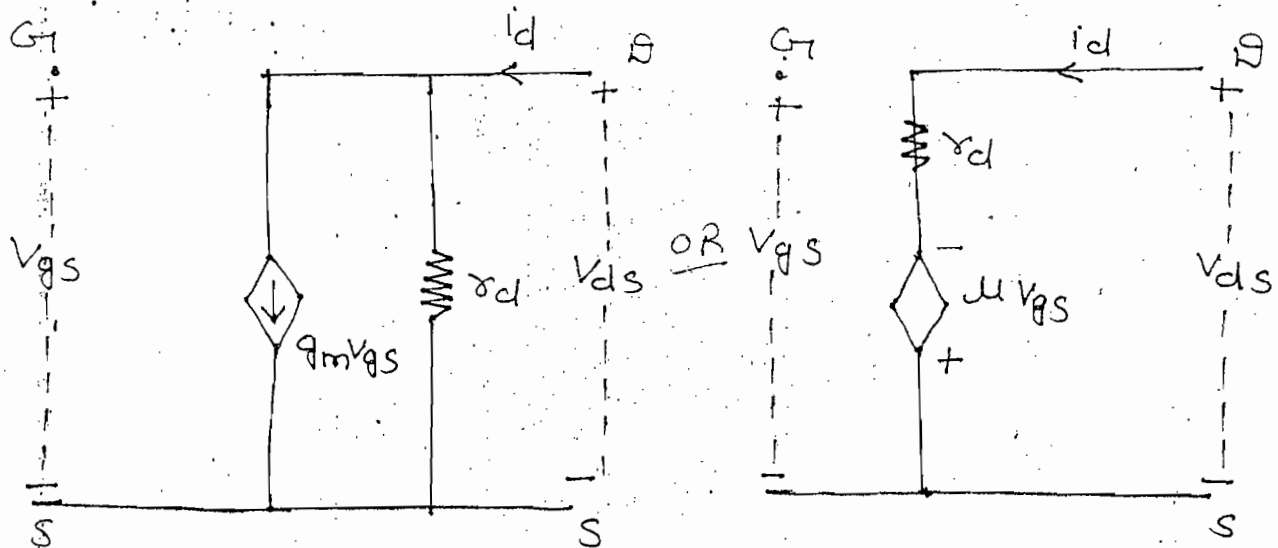 G id D
+ +
Vgs gmVgs rd Vds
- -
S S
OR
G id D
+ +
rd
Vgs - μVgs Vds
+
- -
S